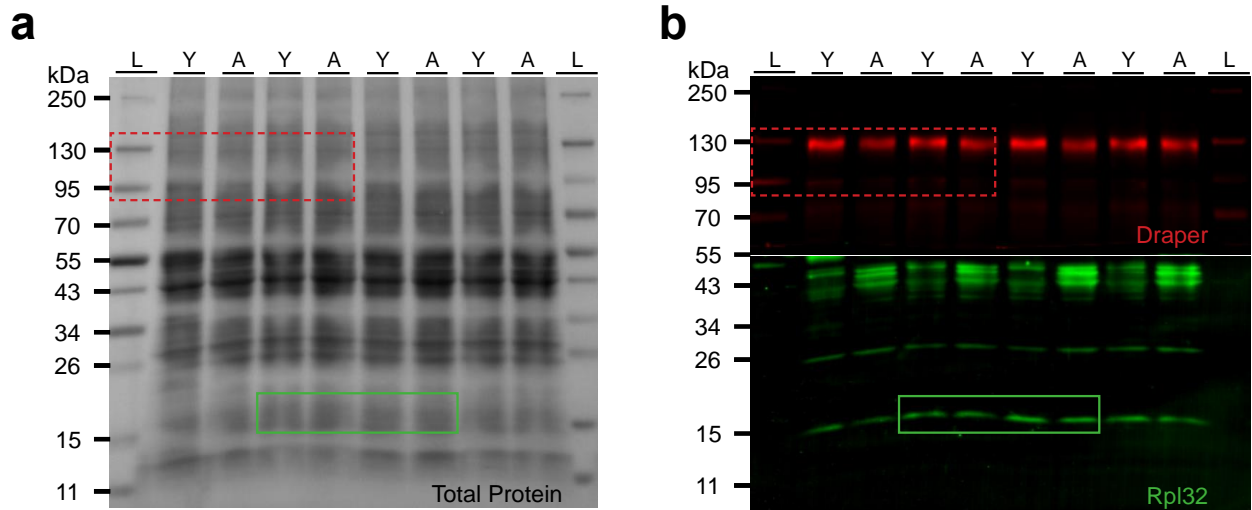 a
L Y A Y A Y A Y A L
kDa
250
130
95
70
55
43
34
26
15
11
Total Protein
b
L Y A Y A Y A Y A L
kDa
250
130
95
70
55
43
34
26
15
11
Draper
Rpl32